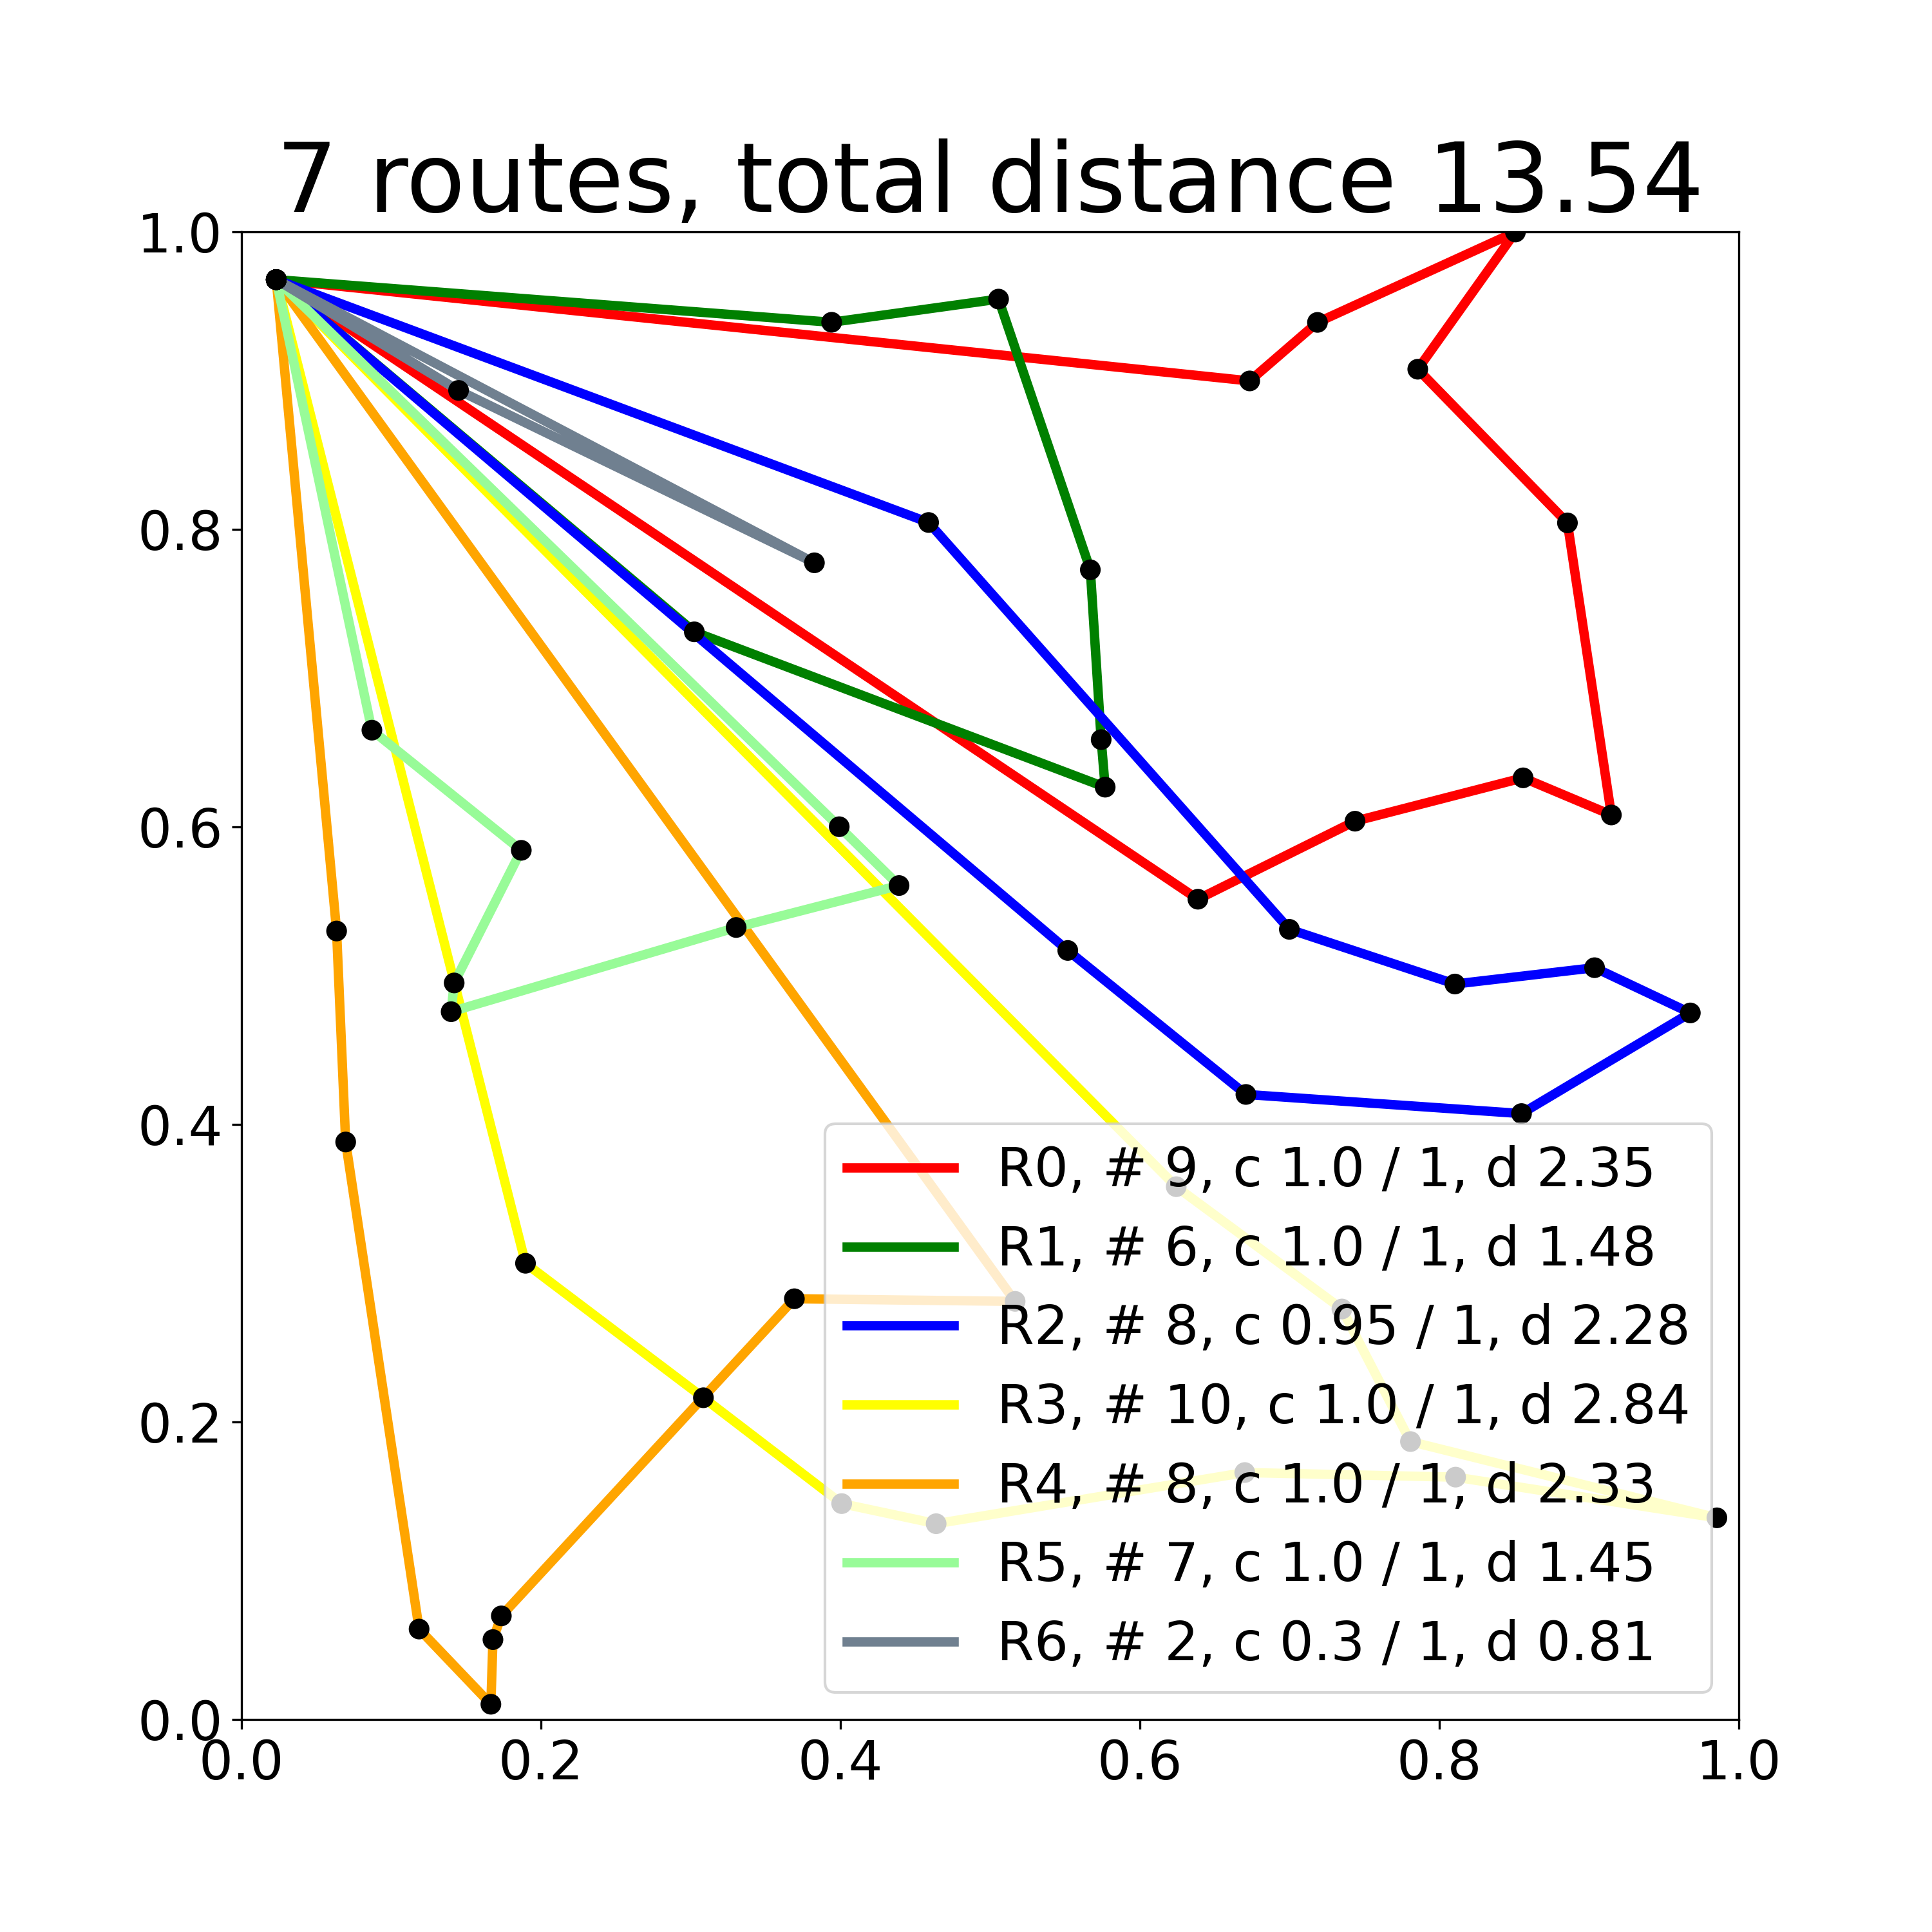 7 routes, total distance 13.54
1.0
0.8
0.6
0.4
0.2
0.0
R0, # 9, c 1.0 / 1, d 2.35
R1, # 6, c 1.0 / 1, d 1.48
R2, # 8, c 0.95 / 1, d 2.28
R3, # 10, c 1.0 / 1, d 2.84
R4, # 8, c 1.0 / 1, d 2.33
R5, # 7, c 1.0 / 1, d 1.45
R6, # 2, c 0.3 / 1, d 0.81
0.0 0.2 0.4 0.6 0.8 1.0